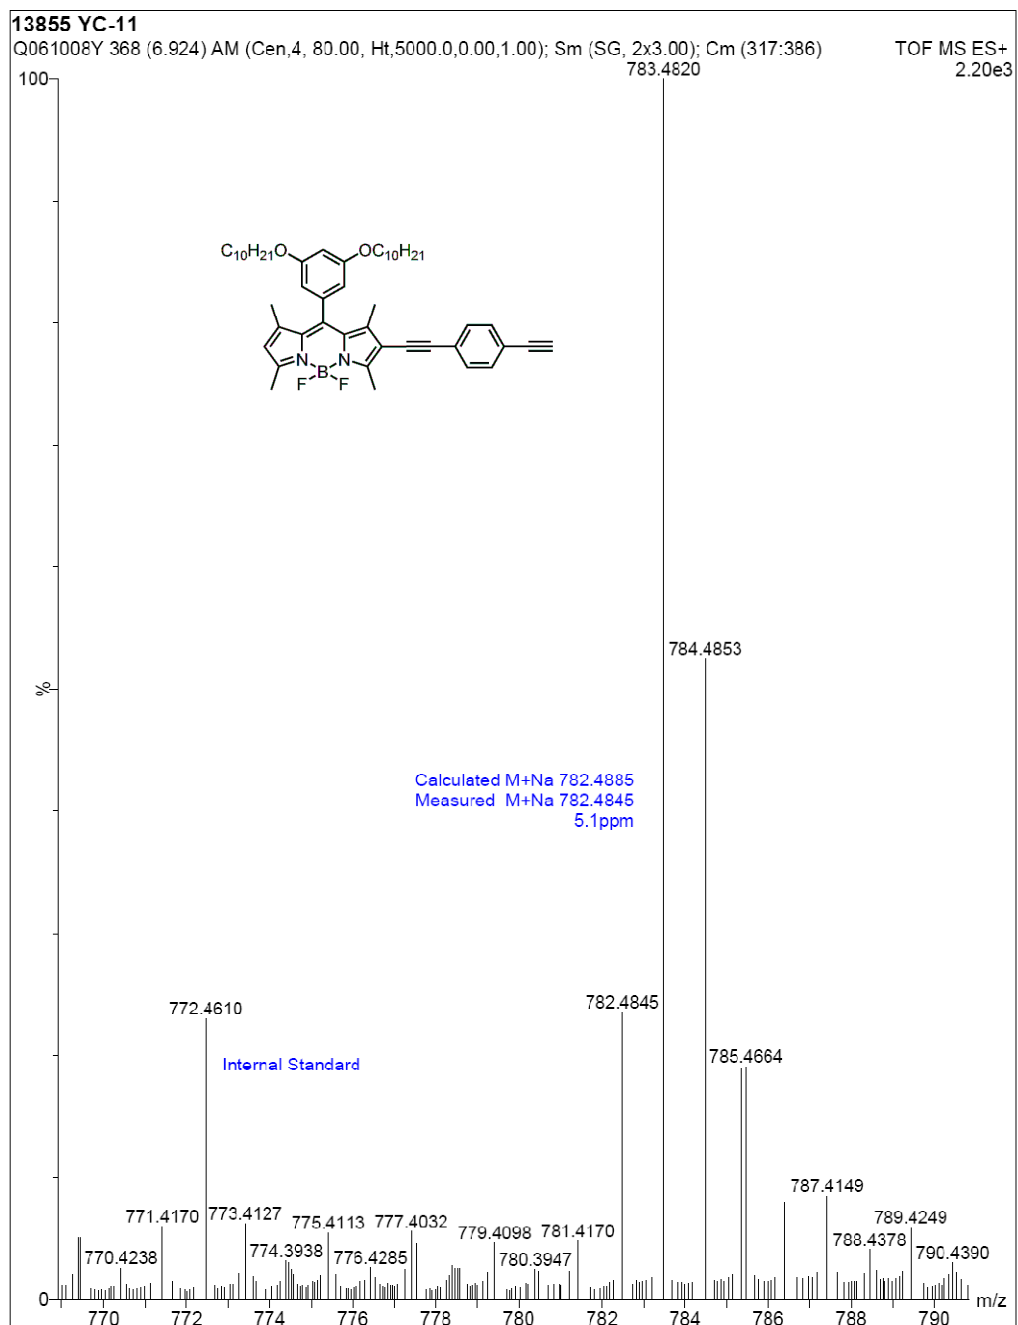 13855 YC-11
Q061008Y 368 (6.924) AM (Cen,4, 80.00, Ht,5000.0,0.00,1.00); Sm (SG, 2x3.00); Cm (317:386)
TOF MS ES+
2.20e3
100
783.4820
C10H21O
OC10H21
N
N
B
F
F
784.4853
%
Calculated M+Na 782.4885
Measured M+Na 782.4845
5.1ppm
772.4610
782.4845
785.4664
Internal Standard
771.4170
773.4127
775.4113
777.4032
787.4149
770.4238
774.3938
776.4285
779.4098
780.3947
781.4170
788.4378
789.4249
790.4390
0
m/z
770
772
774
776
778
780
782
784
786
788
790